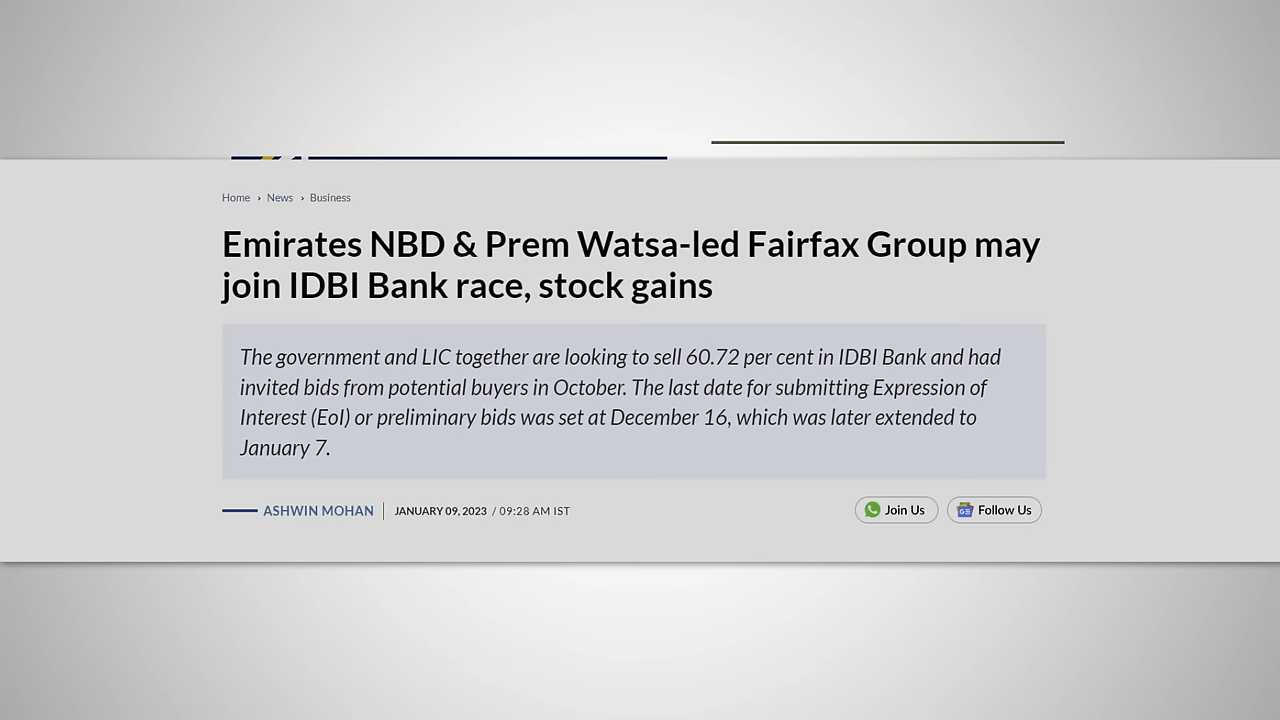 Home › News › Business
Emirates NBD & Prem Watsa-led Fairfax Group may
join IDBI Bank race, stock gains
The government and LIC together are looking to sell 60.72 per cent in IDBI Bank and had
invited bids from potential buyers in October. The last date for submitting Expression of
Interest (EoI) or preliminary bids was set at December 16, which was later extended to
January 7.
ASHWIN MOHAN | JANUARY 09, 2023 / 09:28 AM IST
Join Us
Follow Us